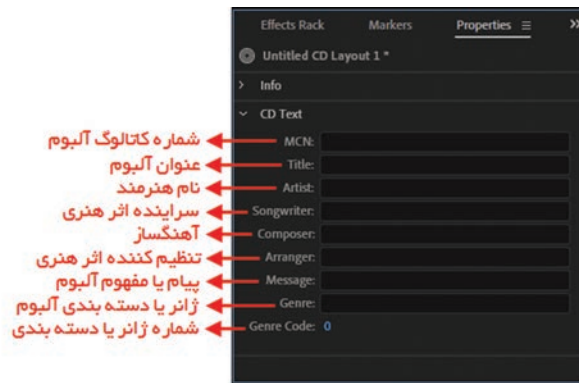 Effects Rack Markers Properties ≡ »
Untitled CD Layout 1 *
> Info
CD Text
شماره کاتالوگ آلبوم MCN:
عنوان آلبوم Title:
نام هنرمند Artist:
سراینده اثر هنری Songwriter:
آهنگساز Composer:
تنظیم کننده اثر هنری Arranger:
پیام یا مفهوم آلبوم Message:
ژانر یا دسته بندی آلبوم Genre:
شماره ژانر یا دسته بندی Genre Code: 0